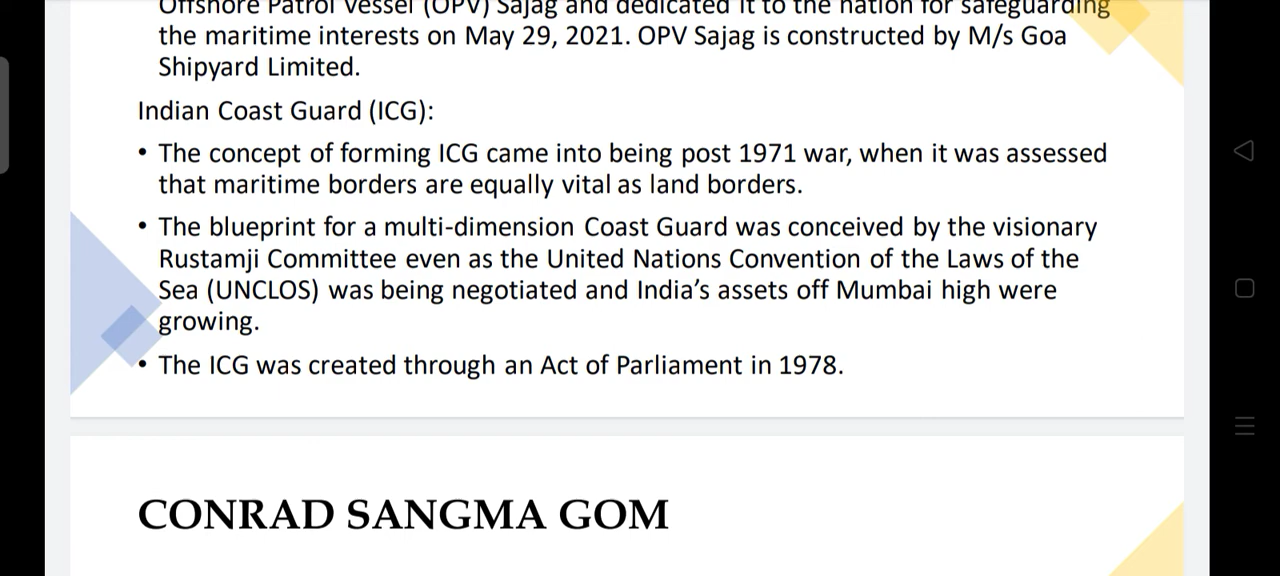 Offshore Patrol Vessel (OPV) Sajag and dedicated it to the nation for safeguarding
the maritime interests on May 29, 2021. OPV Sajag is constructed by M/s Goa
Shipyard Limited.
Indian Coast Guard (ICG):
• The concept of forming ICG came into being post 1971 war, when it was assessed
that maritime borders are equally vital as land borders.
• The blueprint for a multi-dimension Coast Guard was conceived by the visionary
Rustamji Committee even as the United Nations Convention of the Laws of the
Sea (UNCLOS) was being negotiated and India’s assets off Mumbai high were
growing.
• The ICG was created through an Act of Parliament in 1978.
CONRAD SANGMA GOM